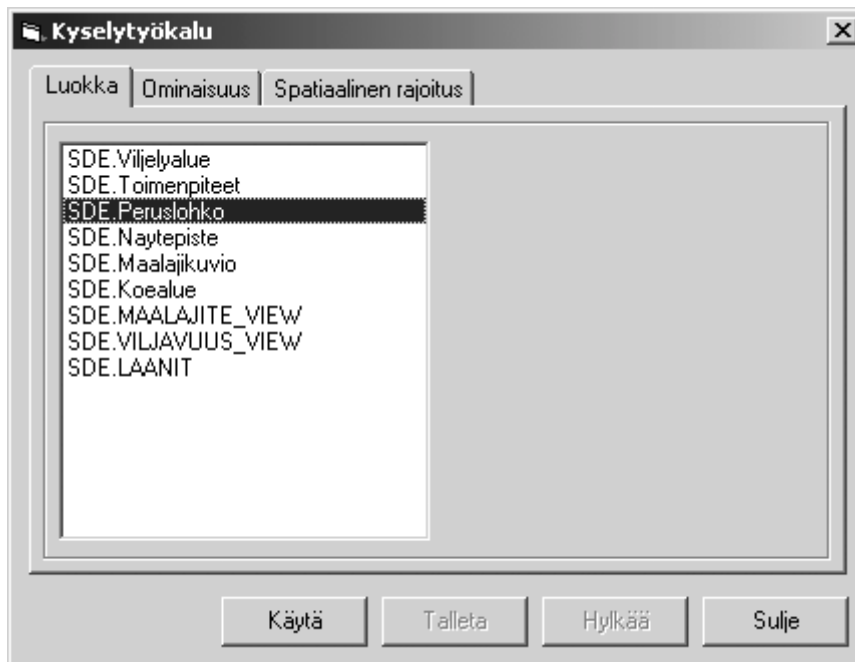 Kyselytyökalu
Luokka Ominaisuus Spatiaalinen rajoitus
SDE.Viljelyalue
SDE.Toimenpiteet
SDE.Peruslohko
SDE.Naytepiste
SDE.Maalajikuvio
SDE.Koealue
SDE.MAALAJITE_VIEW
SDE.VILJAVUUS_VIEW
SDE.LAANIT
Käytä Talleta Hylkää Sulje